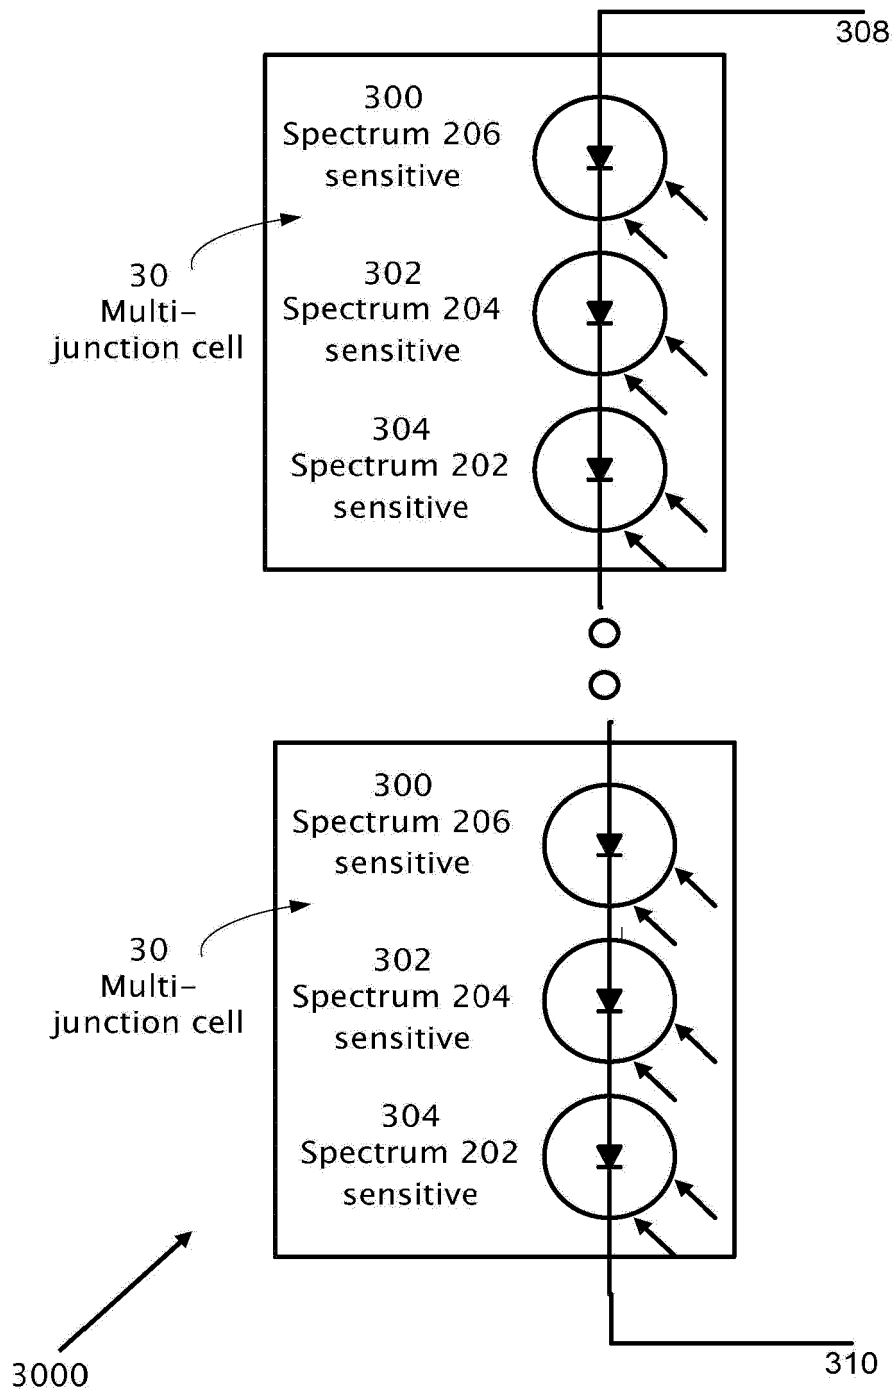 308
300
Spectrum 206
sensitive
30
Multi-
junction cell
302
Spectrum 204
sensitive
304
Spectrum 202
sensitive
300
Spectrum 206
sensitive
30
Multi-
junction cell
302
Spectrum 204
sensitive
304
Spectrum 202
sensitive
3000
310